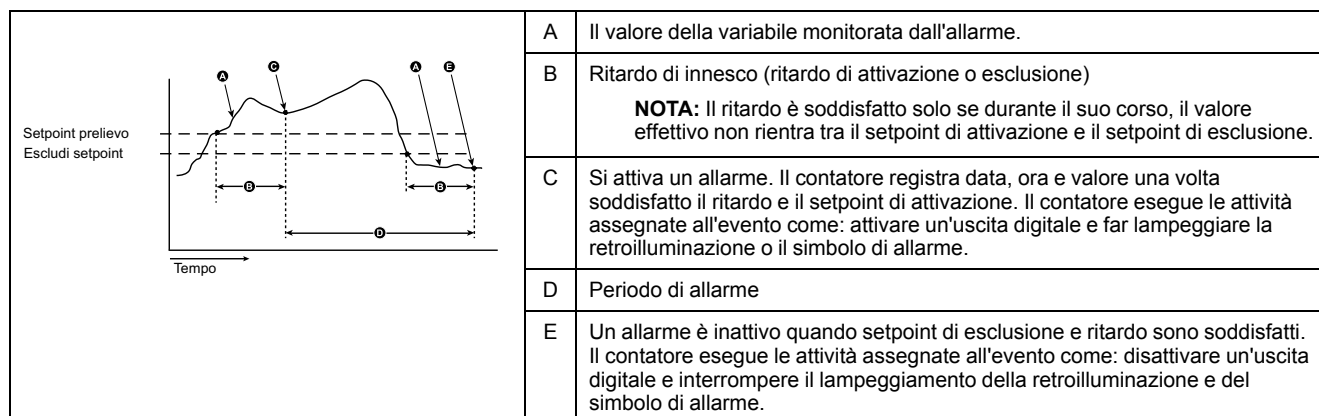 A
C
A
E
Setpoint prelievo
Escludi setpoint
B
B
D
Tempo
A Il valore della variabile monitorata dall'allarme.
B Ritardo di innesco (ritardo di attivazione o esclusione)
NOTA: Il ritardo è soddisfatto solo se durante il suo corso, il valore
effettivo non rientra tra il setpoint di attivazione e il setpoint di esclusione.
C Si attiva un allarme. Il contatore registra data, ora e valore una volta
soddisfatto il ritardo e il setpoint di attivazione. Il contatore esegue le attività
assegnate all'evento come: attivare un'uscita digitale e far lampeggiare la
retroilluminazione o il simbolo di allarme.
D Periodo di allarme
E Un allarme è inattivo quando setpoint di esclusione e ritardo sono soddisfatti.
Il contatore esegue le attività assegnate all'evento come: disattivare un'uscita
digitale e interrompere il lampeggiamento della retroilluminazione e del
simbolo di allarme.